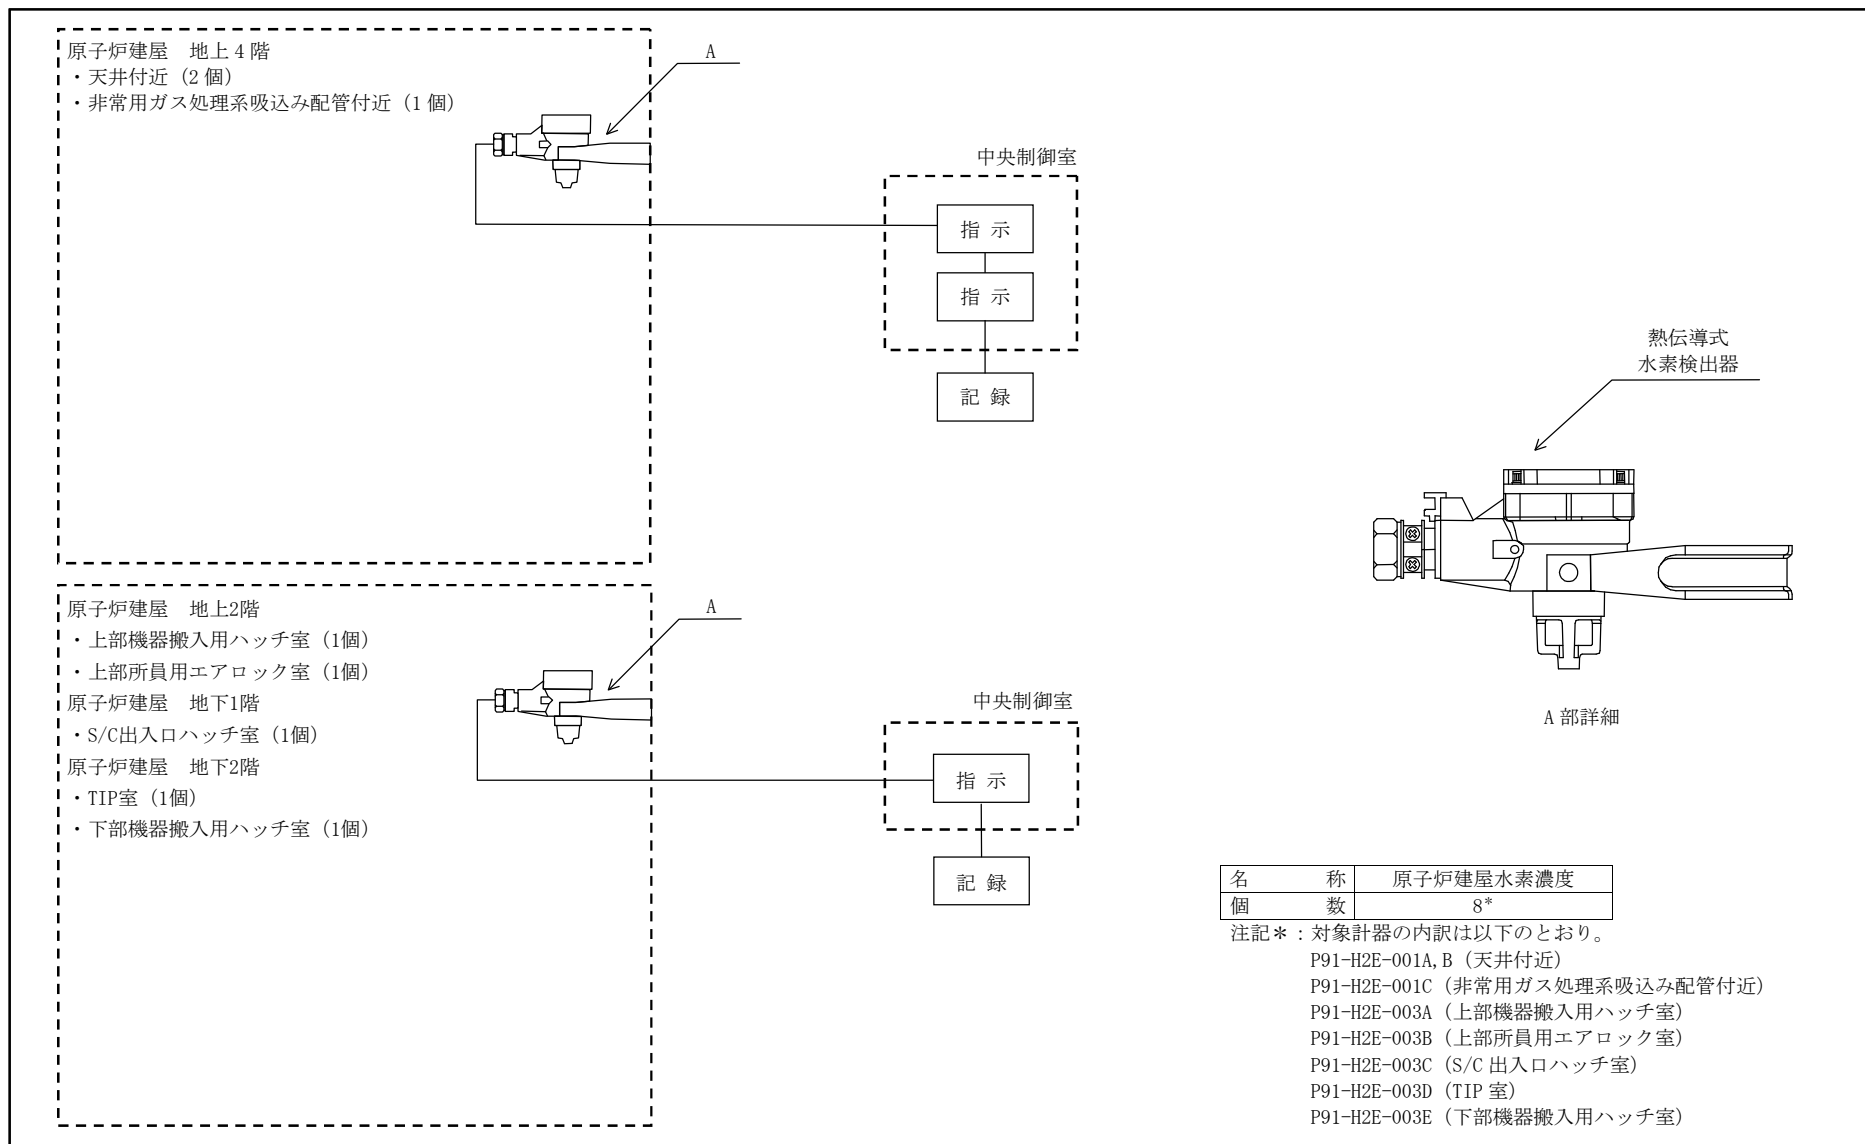 原子炉建屋　地上4階
・天井付近（2個）
・非常用ガス処理系吸込み配管付近（1個）
A
中央制御室
指 示
指 示
記 録
原子炉建屋　地上2階
・上部機器搬入用ハッチ室（1個）
・上部所員用エアロック室（1個）
原子炉建屋　地下1階
・S/C出入口ハッチ室（1個）
原子炉建屋　地下2階
・TIP室（1個）
・下部機器搬入用ハッチ室（1個）
A
中央制御室
指 示
記 録
熱伝導式
水素検出器
A 部詳細
名　称　原子炉建屋水素濃度
個　数　8*
注記＊：対象計器の内訳は以下のとおり。
P91-H2E-001A,B（天井付近）
P91-H2E-001C（非常用ガス処理系吸込み配管付近）
P91-H2E-003A（上部機器搬入用ハッチ室）
P91-H2E-003B（上部所員用エアロック室）
P91-H2E-003C（S/C 出入口ハッチ室）
P91-H2E-003D（TIP 室）
P91-H2E-003E（下部機器搬入用ハッチ室）